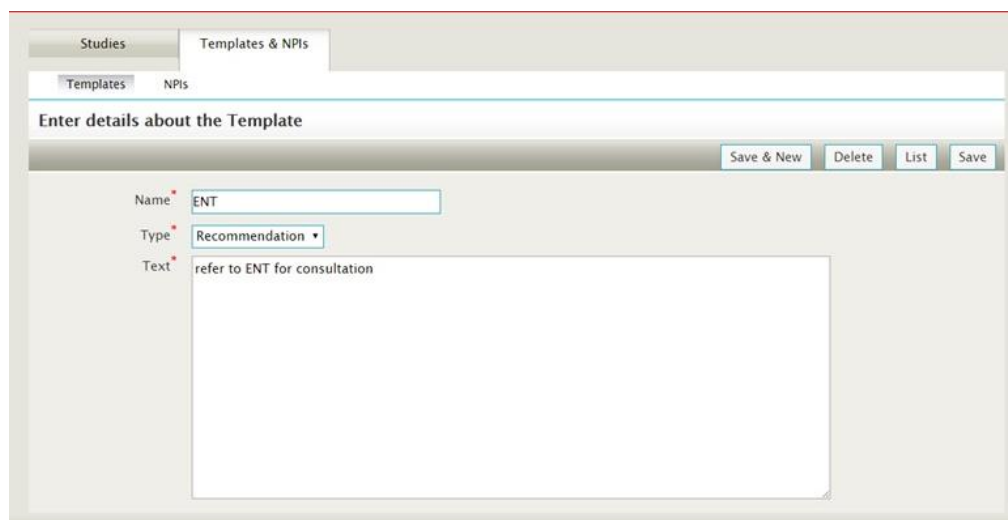 Studies Templates & NPIs
Templates NPIs
Enter details about the Template
Save & New Delete List Save
Name* ENT
Type* Recommendation
Text* refer to ENT for consultation